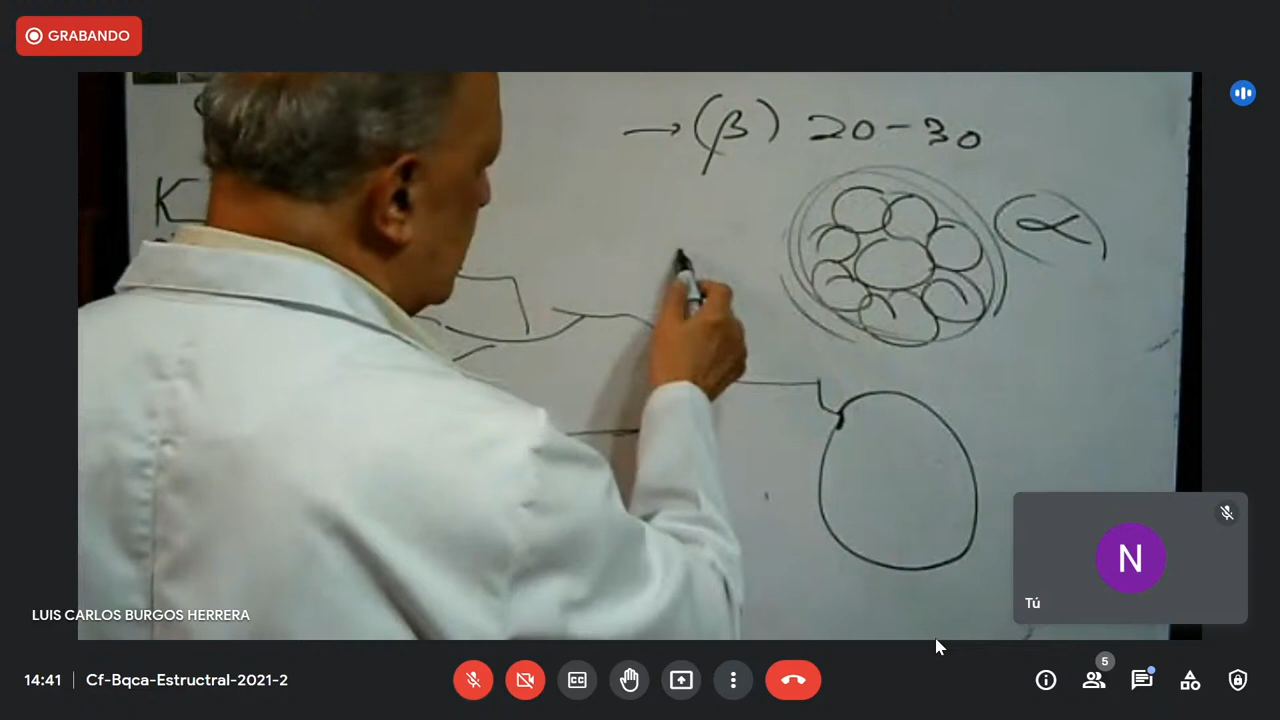 GRABANDO
→(β) 20-30
K
α
LUIS CARLOS BURGOS HERRERA
N
Tú
14:41 | Cf-Bqca-Estructral-2021-2
5